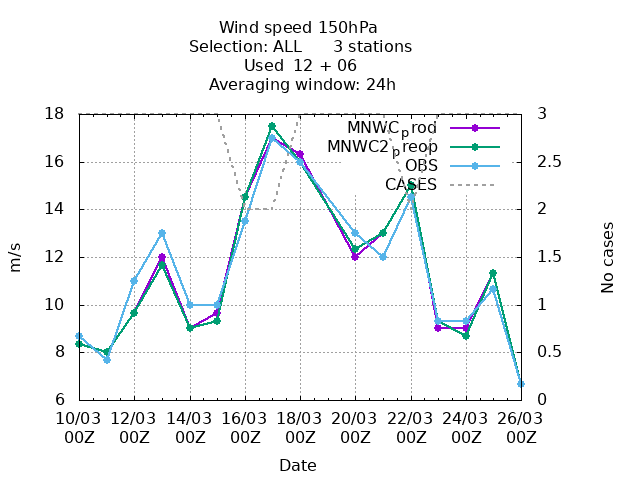 Wind speed 150hPa
Selection: ALL 3 stations
Used 12 + 06
Averaging window: 24h
18 3
MNWC_prod
MNWC2_preop
16 2.5
OBS
CASES
14 2
12 1.5
m/s
No cases
10 1
8 0.5
6 0
10/03 12/03 14/03 16/03 18/03 20/03 22/03 24/03 26/03
00Z 00Z 00Z 00Z 00Z 00Z 00Z 00Z 00Z
Date